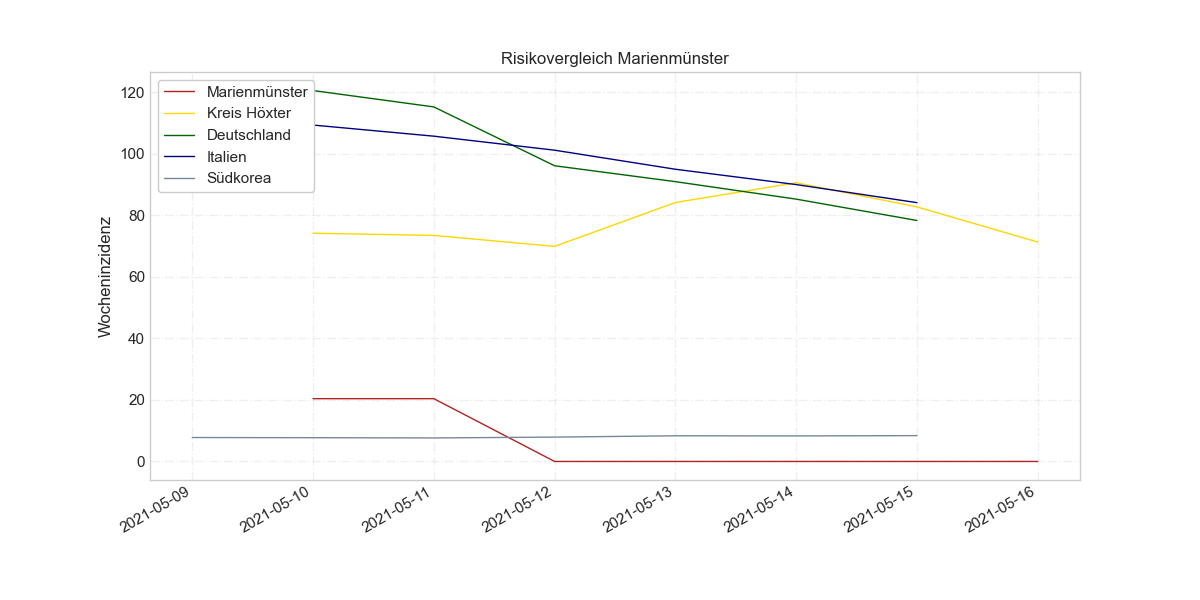 Risikovergleich Marienmünster
Marienmünster
Kreis Höxter
Deutschland
Italien
Südkorea
Wocheninzidenz
120
100
80
60
40
20
0
2021-05-09
2021-05-10
2021-05-11
2021-05-12
2021-05-13
2021-05-14
2021-05-15
2021-05-16